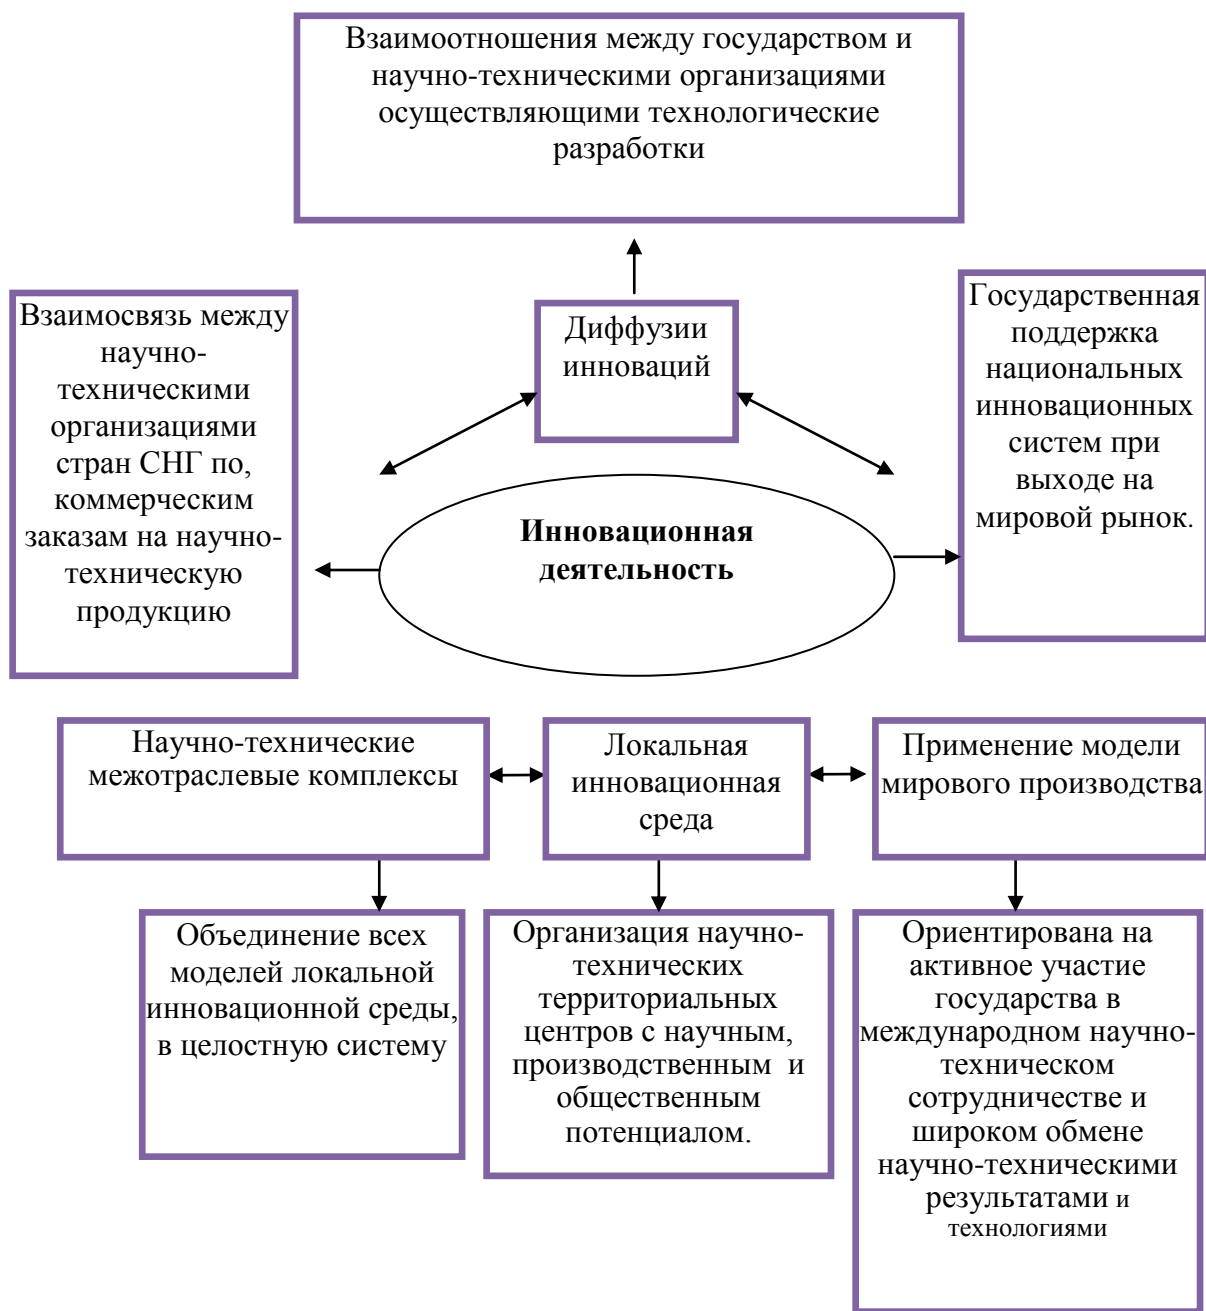 Взаимоотношения между государством и
научно-техническими организациями
осуществляющими технологические
разработки
Взаимосвязь между
научно-
техническими
организациями
стран СНГ по,
коммерческим
заказам на научно-
техническую
продукцию
Диффузии
инноваций
Государственная
поддержка
национальных
инновационных
систем при
выходе на
мировой рынок.
Инновационная
деятельность
Научно-технические
межотраслевые комплексы
Локальная
инновационная
среда
Применение модели
мирового производства
Объединение всех
моделей локальной
инновационной среды,
в целостную систему
Организация научно-
технических
территориальных
центров с научным,
производственным и
общественным
потенциалом.
Ориентирована на
активное участие
государства в
международном научно-
техническом
сотрудничестве и
широком обмене
научно-техническими
результатами и
технологиями